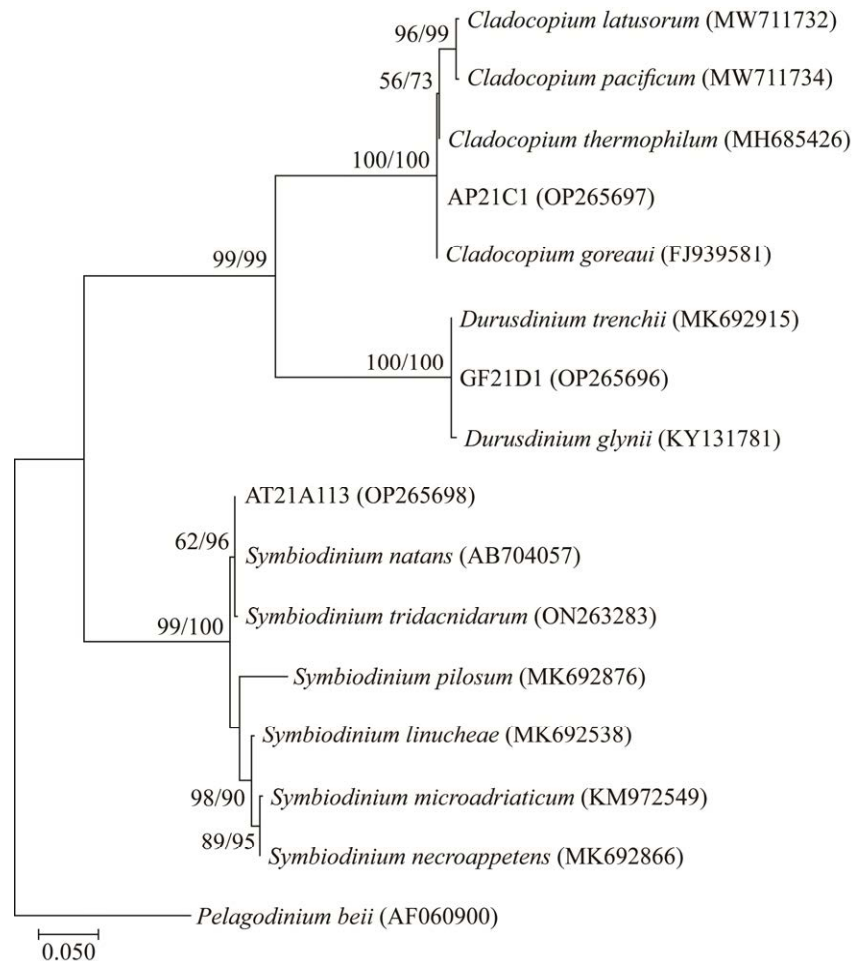 Cladocopium latusorum (MW711732)
96/99
Cladocopium pacificum (MW711734)
56/73
Cladocopium thermophilum (MH685426)
100/100
AP21C1 (OP265697)
Cladocopium goreaui (FJ939581)
99/99
Durusdinium trenchii (MK692915)
100/100
GF21D1 (OP265696)
Durusdinium glynii (KY131781)
AT21A113 (OP265698)
62/96
Symbiodinium natans (AB704057)
Symbiodinium tridacnidarum (ON263283)
99/100
Symbiodinium pilosum (MK692876)
Symbiodinium linucheae (MK692538)
98/90
Symbiodinium microadriaticum (KM972549)
89/95
Symbiodinium necroappetens (MK692866)
Pelagodinium beii (AF060900)
0.050